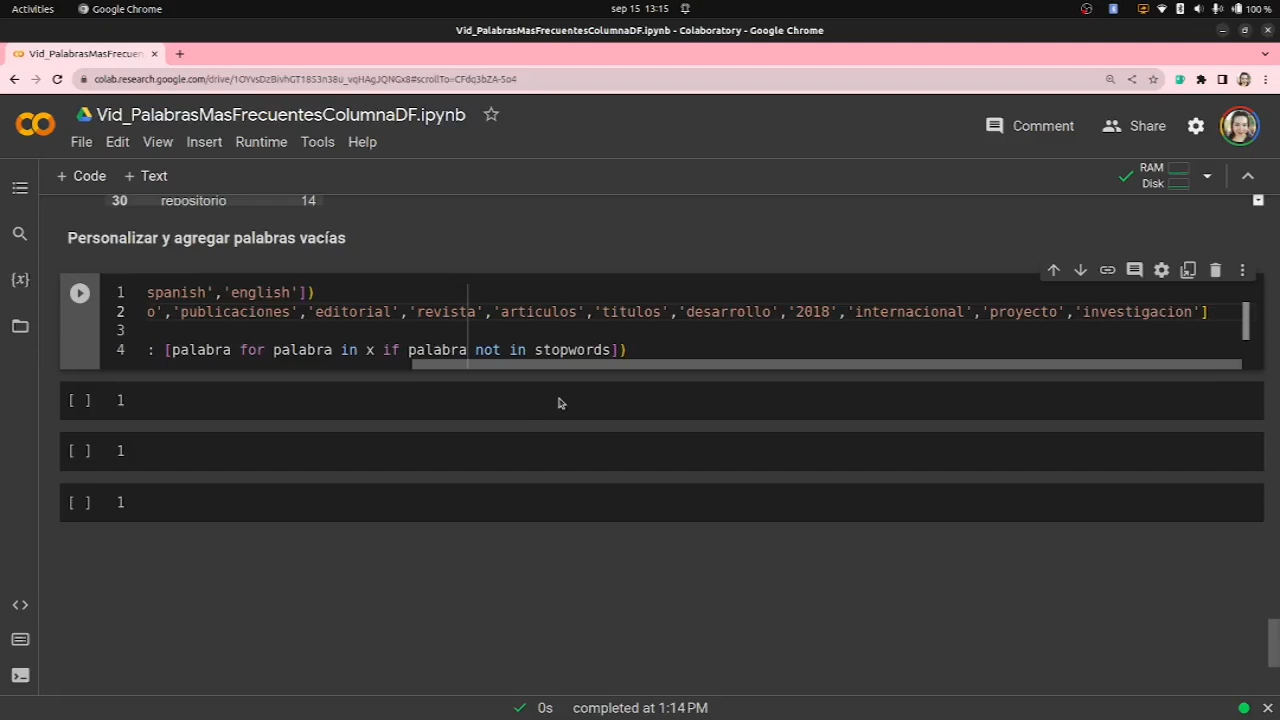 Activities
Google Chrome
sep 15 13:15
100 %
Vid_PalabrasMasFrecuentesColumnaDF.ipynb - Colaboratory - Google Chrome
Vid_PalabrasMasFrecuen
colab.research.google.com/drive/1OYvsDzBivhGT18S3n38u_vqHAgJQNGx8#scrollTo=CFdq3bZA-5o4
Vid_PalabrasMasFrecuentesColumnaDF.ipynb
Comment
Share
File Edit View Insert Runtime Tools Help
+ Code + Text
RAM
Disk
30 repositorio 14
Personalizar y agregar palabras vacías
1 spanish','english'])
2 o','publicaciones','editorial','revista','articulos','titulos','desarrollo','2018','internacional','proyecto','investigacion']
3
4 : [palabra for palabra in x if palabra not in stopwords])
[ ] 1
[ ] 1
[ ] 1
0s completed at 1:14 PM